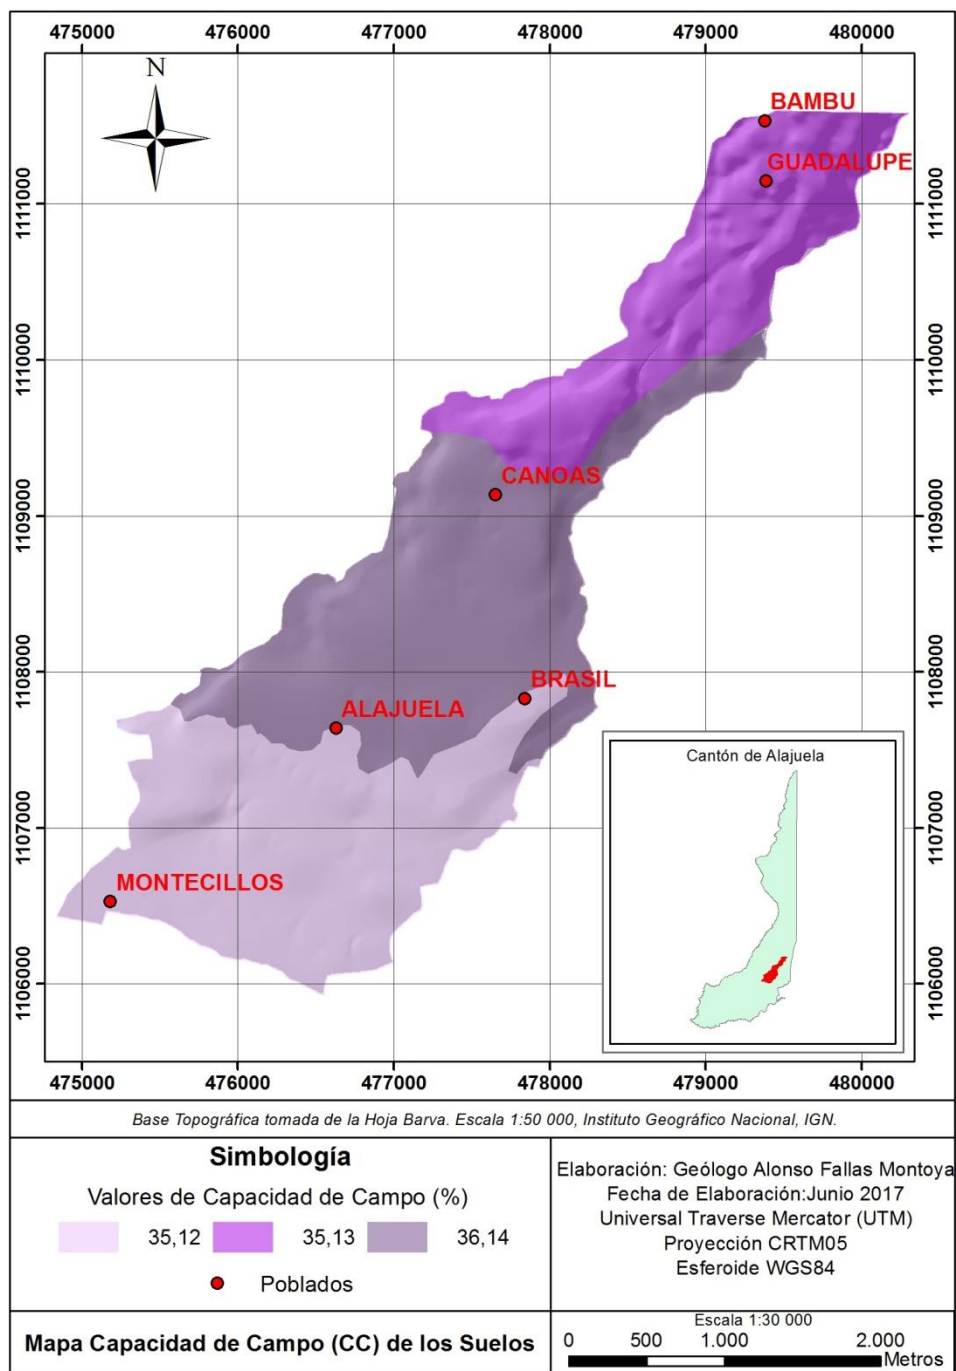 475000 476000 477000 478000 479000 480000
N
BAMBU
GUADALUPE
1111000 1111000
1110000 1110000
CANOAS
1109000 1109000
1108000 1108000
BRASIL
ALAJUELA
Cantón de Alajuela
1107000 1107000
MONTECILLOS
1106000 1106000
475000 476000 477000 478000 479000 480000
Base Topográfica tomada de la Hoja Barva. Escala 1:50 000, Instituto Geográfico Nacional, IGN.
Simbología
Valores de Capacidad de Campo (%)
35,12 35,13 36,14
Poblados
Elaboración: Geólogo Alonso Fallas Montoya
Fecha de Elaboración:Junio 2017
Universal Traverse Mercator (UTM)
Proyección CRTM05
Esferoide WGS84
Mapa Capacidad de Campo (CC) de los Suelos
Escala 1:30 000
0 500 1.000 2.000
Metros